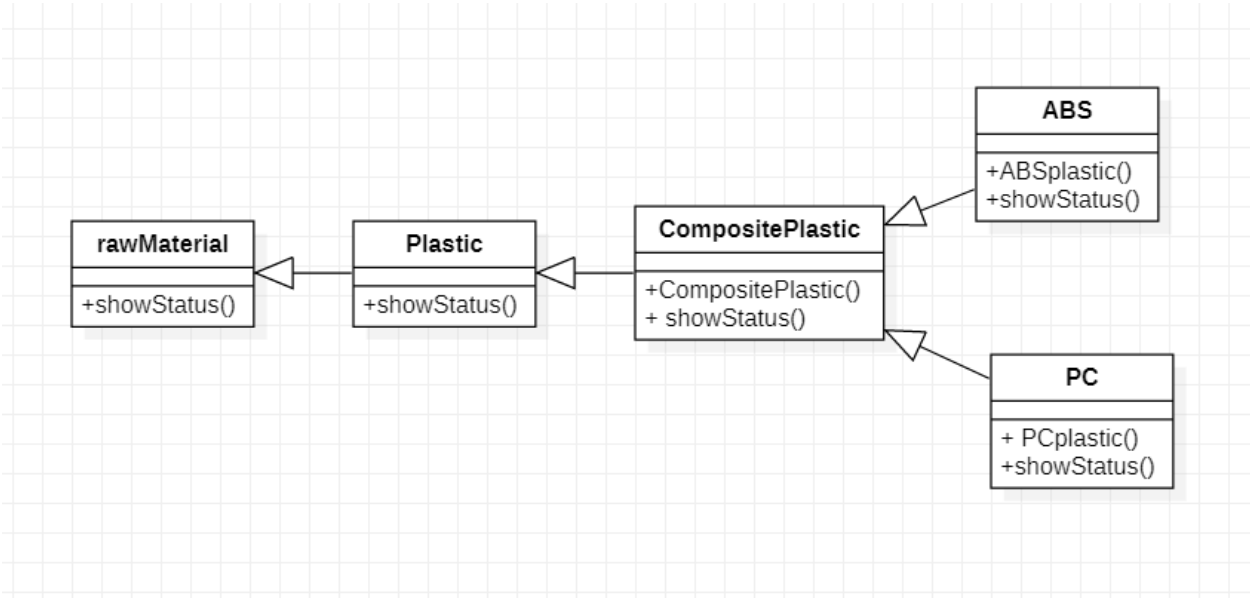 rawMaterial
+showStatus()
Plastic
+showStatus()
CompositePlastic
+CompositePlastic()
+ showStatus()
ABS
+ABSplastic()
+showStatus()
PC
+ PCplastic()
+showStatus()